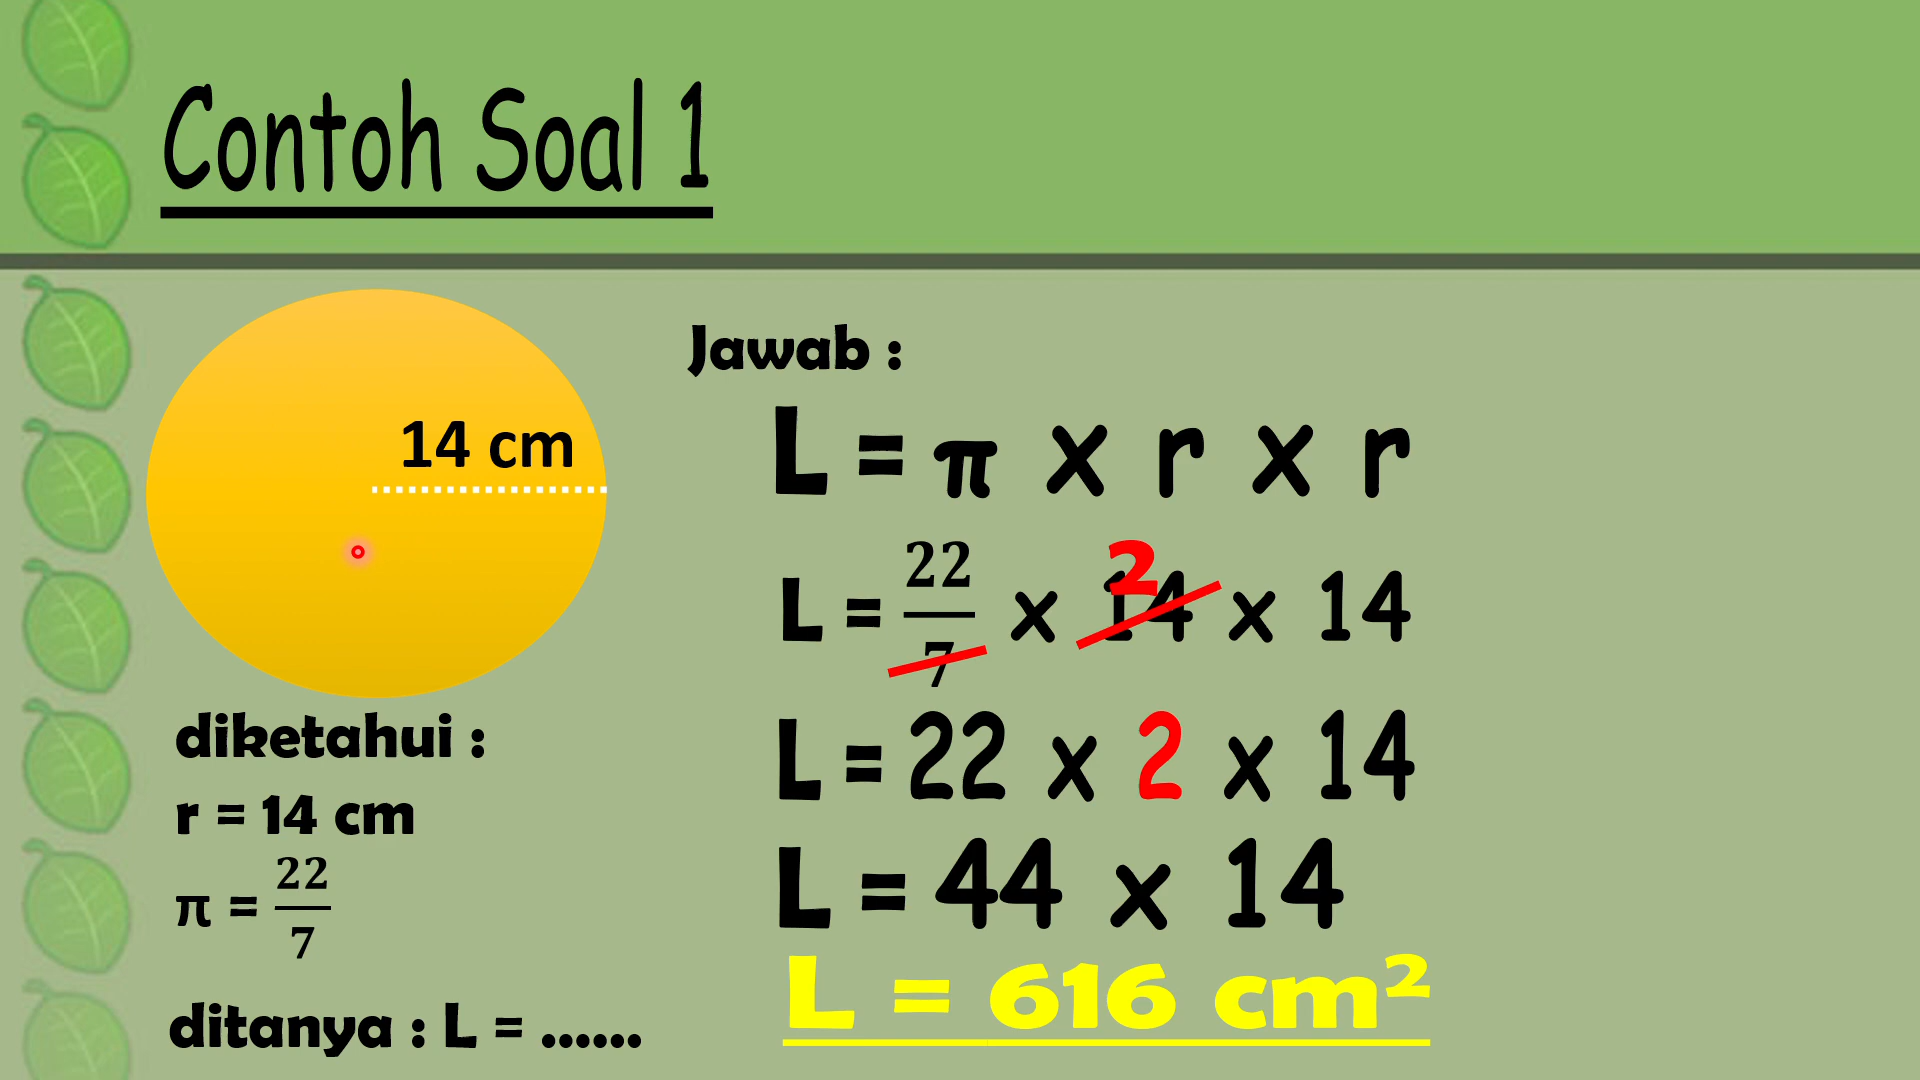 Contoh Soal 1
14 cm
diketahui :
r = 14 cm
π = 22/7
ditanya : L = ......
Jawab :
L = π x r x r
2
L = 22/7 x 14 x 14
L = 22 x 2 x 14
L = 44 x 14
L = 616 cm²